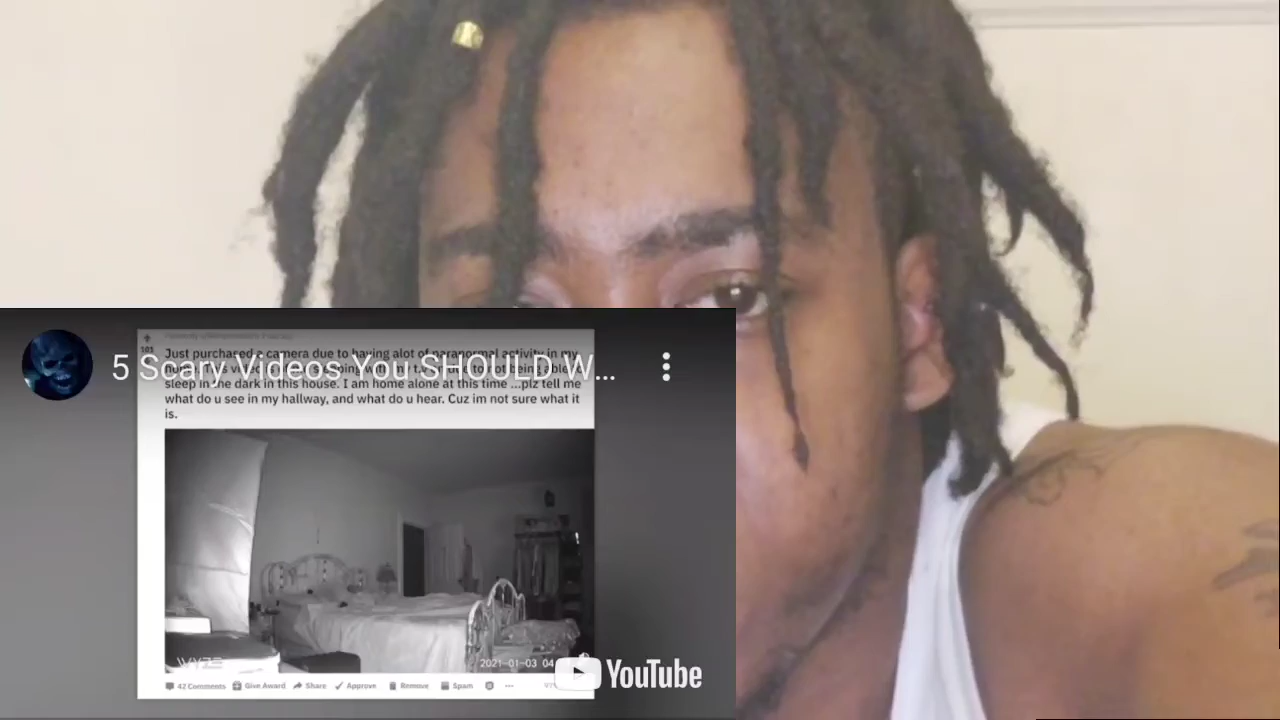 101
Just purchased a camera due to having alot of paranormal activity in my
5 Scary Videos You SHOULD W...
sleep in the dark in this house. I am home alone at this time ...plz tell me
what do u see in my hallway, and what do u hear. Cuz im not sure what it
is.
WYZE
2021-01-03 04
42 Comments Give Award Share Approve Remove Spam ...
YouTube